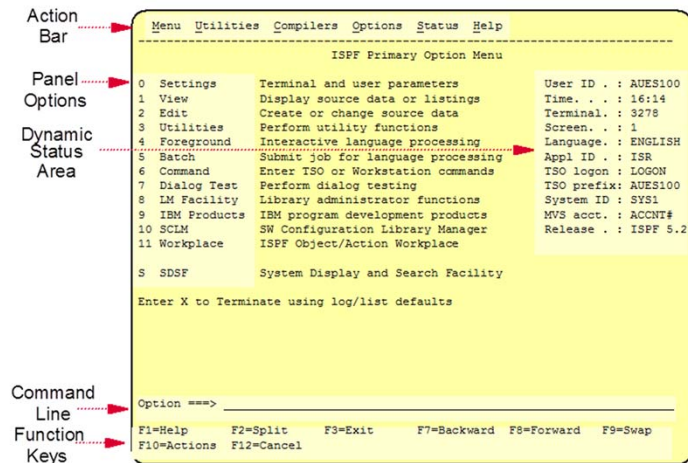 Action Bar
Menu Utilities Compilers Options Status Help
ISPF Primary Option Menu
Panel Options
0 Settings Terminal and user parameters User ID . : AUES100
1 View Display source data or listings Time. . . : 16:14
2 Edit Create or change source data Terminal. : 3278
3 Utilities Perform utility functions Screen. . : 1
Dynamic Status Area
4 Foreground Interactive language processing Language. : ENGLISH
5 Batch Submit job for language processing Appl ID . : ISR
6 Command Enter TSO or Workstation commands TSO logon : LOGON
7 Dialog Test Perform dialog testing TSO prefix: AUES100
8 LM Facility Library administrator functions System ID : SYS1
9 IBM Products IBM program development products MVS acct. : ACCNT#
10 SCLM SW Configuration Library Manager Release . : ISPF 5.2
11 Workplace ISPF Object/Action Workplace
S SDSF System Display and Search Facility
Enter X to Terminate using log/list defaults
Command Line
Option ===>
Function Keys
F1=Help F2=Split F3=Exit F7=Backward F8=Forward F9=Swap
F10=Actions F12=Cancel